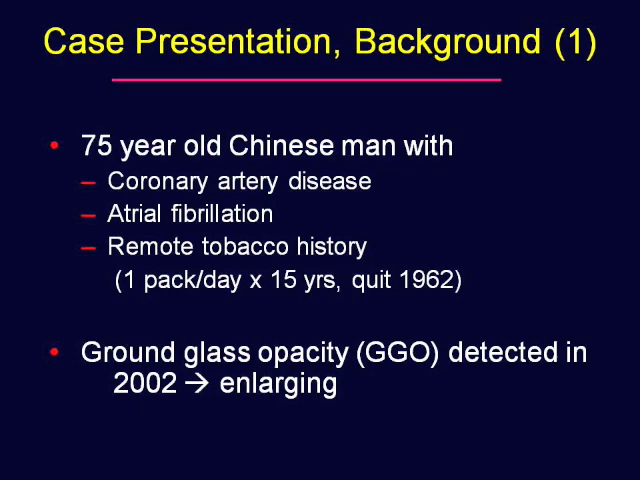 Case Presentation, Background (1)
• 75 year old Chinese man with
– Coronary artery disease
– Atrial fibrillation
– Remote tobacco history
(1 pack/day x 15 yrs, quit 1962)
• Ground glass opacity (GGO) detected in
2002 → enlarging